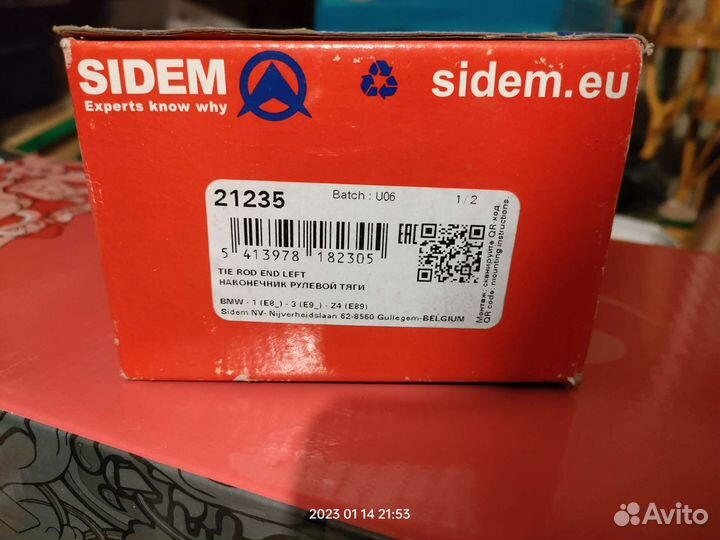 SIDEM
Experts know why
sidem.eu
21235
Batch : U06
1/2
5 413978 182305
EAC
TIE ROD END LEFT
НАКОНЕЧНИК РУЛЕВОЙ ТЯГИ
BMW - 1 (E8_) - 3 (E9_) - Z4 (E89)
Sidem NV- Nijverheidslaan 62-8560 Gullegem-BELGIUM
Монтаж: сканируйте QR-код.
QR code: mounting instructions.
2023 01 14 21:53
Avito